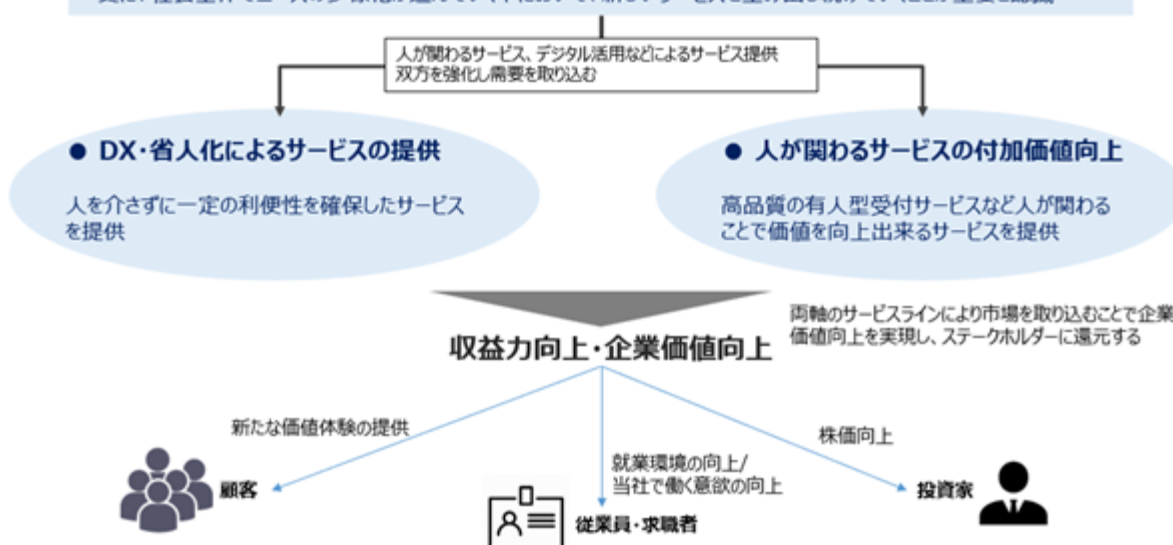 人が関わるサービス、デジタル活用などによるサービス提供
双方を強化し需要を取り込む
● DX・省人化によるサービスの提供
人を介さずに一定の利便性を確保したサービス
を提供
● 人が関わるサービスの付加価値向上
高品質の有人型受付サービスなど人が関わる
ことで価値を向上出来るサービスを提供
両軸のサービスラインにより市場を取り込むことで企業
価値向上を実現し、ステークホルダーに還元する
収益力向上・企業価値向上
新たな価値体験の提供
株価向上
就業環境の向上/
当社で働く意欲の向上
顧客
従業員・求職者
投資家